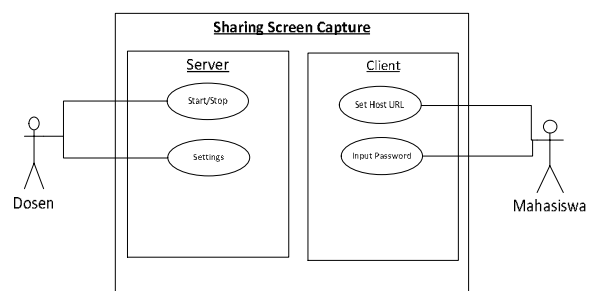 Sharing Screen Capture
Server
Client
Start/Stop
Set Host URL
Settings
Input Password
Dosen
Mahasiswa